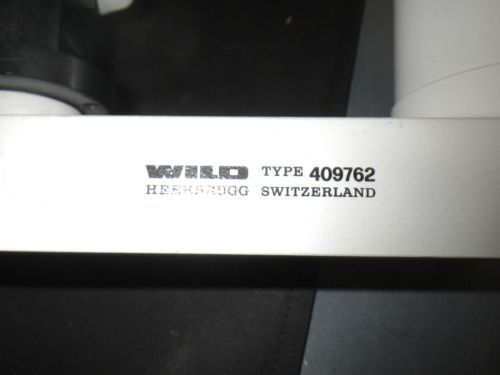 WILD TYPE 409762
HEERBRUGG SWITZERLAND